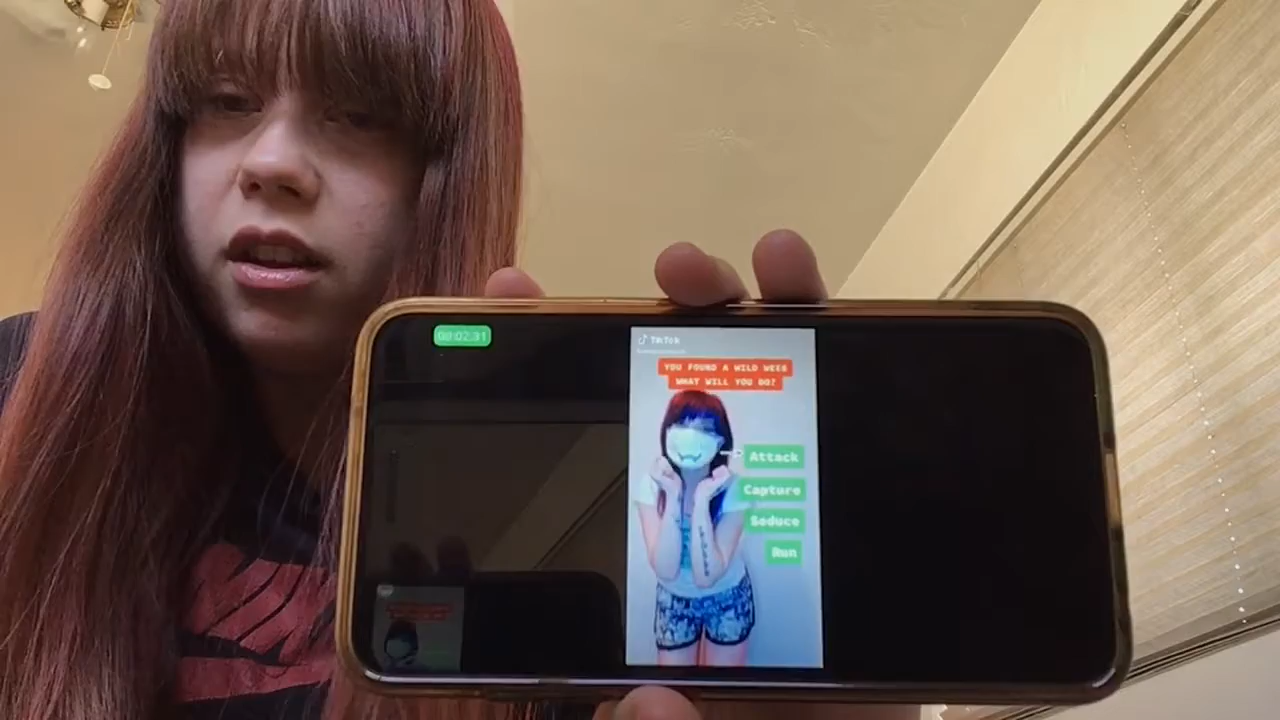 00:02.31
TikTok
YOU FOUND A WILD WEEB
WHAT WILL YOU DO?
Attack
Capture
Seduce
Run